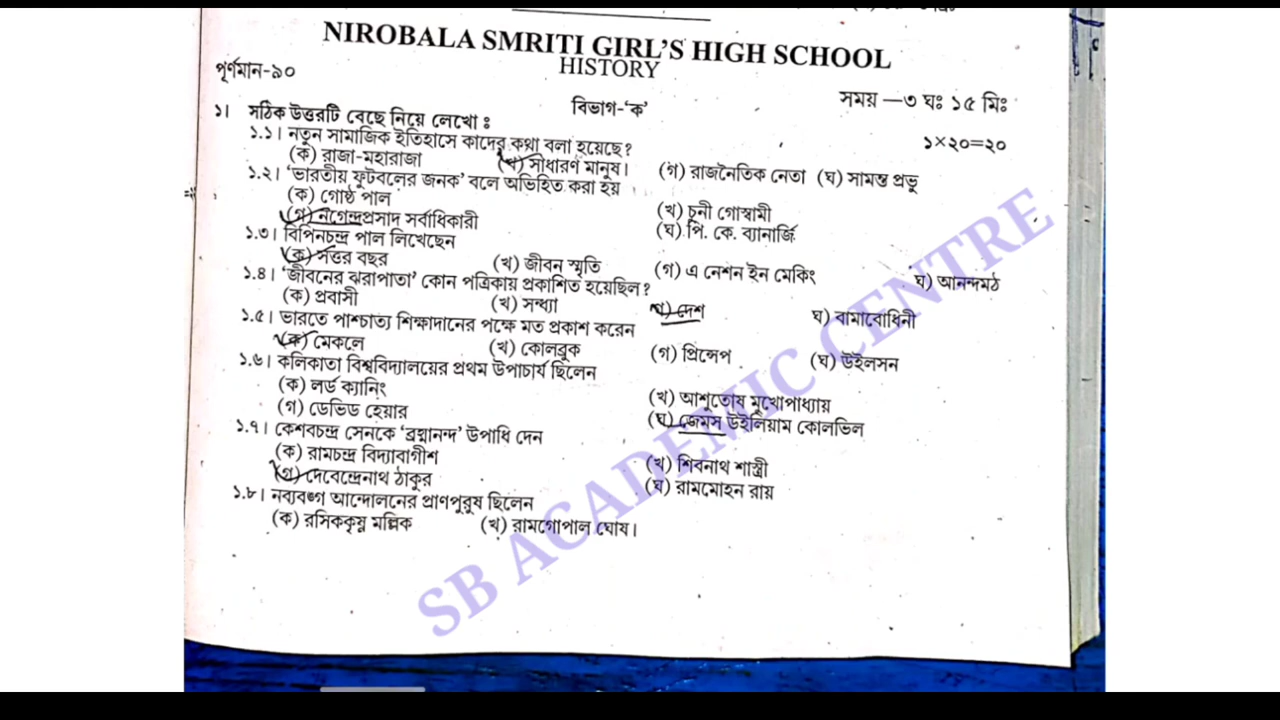 NIROBALA SMRITI GIRL'S HIGH SCHOOL
HISTORY
পূর্ণমান-৯০
সময় —৩ ঘঃ ১৫ মিঃ
বিভাগ-'ক'
১। সঠিক উত্তরটি বেছে নিয়ে লেখো ঃ
১×২০=২০
১.১। নতুন সামাজিক ইতিহাসে কাদের কথা বলা হয়েছে?
(ক) রাজা-মহারাজা (খ) সাধারণ মানুষ। (গ) রাজনৈতিক নেতা (ঘ) সামন্ত প্রভু
১.২। 'ভারতীয় ফুটবলের জনক' বলে অভিহিত করা হয়
(ক) গোষ্ঠ পাল (খ) চুনী গোস্বামী
(গ) নগেন্দ্রপ্রসাদ সর্বাধিকারী (ঘ) পি. কে. ব্যানার্জি
১.৩। বিপিনচন্দ্র পাল লিখেছেন
(ক) সত্তর বছর (খ) জীবন স্মৃতি (গ) এ নেশন ইন মেকিং ঘ) আনন্দমঠ
১.৪। 'জীবনের ঝরাপাতা' কোন পত্রিকায় প্রকাশিত হয়েছিল?
(ক) প্রবাসী (খ) সন্ধ্যা গ) দেশ ঘ) বামাবোধিনী
১.৫। ভারতে পাশ্চাত্য শিক্ষাদানের পক্ষে মত প্রকাশ করেন
(ক) মেকলে (খ) কোলব্রুক (গ) প্রিন্সেপ (ঘ) উইলসন
১.৬। কলিকাতা বিশ্ববিদ্যালয়ের প্রথম উপাচার্য ছিলেন
(ক) লর্ড ক্যানিং (খ) আশুতোষ মুখোপাধ্যায়
(গ) ডেভিড হেয়ার (ঘ) জেমস উইলিয়াম কোলভিল
১.৭। কেশবচন্দ্র সেনকে 'ব্রহ্মানন্দ' উপাধি দেন
(ক) রামচন্দ্র বিদ্যাবাগীশ (খ) শিবনাথ শাস্ত্রী
(গ) দেবেন্দ্রেনাথ ঠাকুর (ঘ) রামমোহন রায়
১.৮। নব্যবঙ্গ আন্দোলনের প্রাণপুরুষ ছিলেন
(ক) রসিককৃষ্ণ মল্লিক (খ) রামগোপাল ঘোষ।
SB ACADEMIC CENTRE